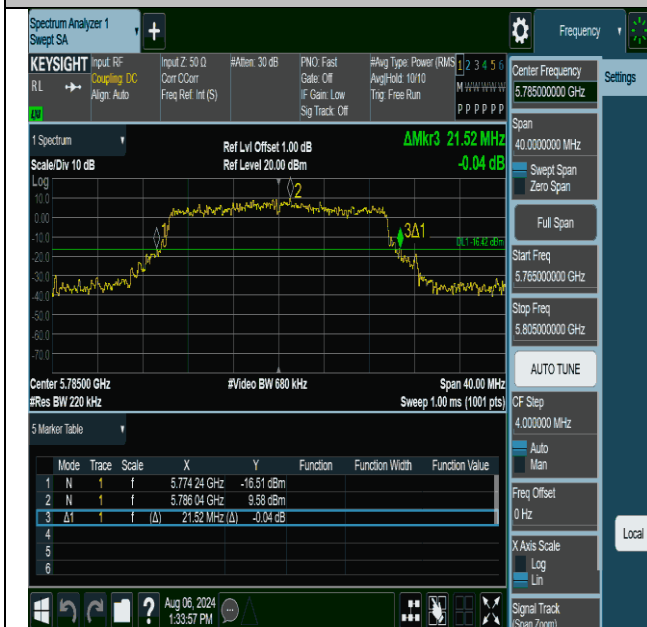 Spectrum Analyzer 1
Swept SA
+
Frequency
KEYSIGHT
RL
LXI
Input: RF
Coupling: DC
Align: Auto
Input Z: 50 Ω
Corr CCorr
Freq Ref: Int (S)
#Atten: 30 dB
PNO: Fast
Gate: Off
IF Gain: Low
Sig Track: Off
#Avg Type: Power (RMS
Avg|Hold: 10/10
Trig: Free Run
1 2 3 4 5 6
M W W W W W
P P P P P P
Center Frequency
5.785000000 GHz
Settings
Span
40.0000000 MHz
Swept Span
Zero Span
Full Span
Start Freq
5.765000000 GHz
Stop Freq
5.805000000 GHz
AUTO TUNE
CF Step
4.000000 MHz
Auto
Man
Freq Offset
0 Hz
X Axis Scale
Log
Lin
Local
Signal Track
(Span Zoom)
1 Spectrum
Scale/Div 10 dB
Ref Lvl Offset 1.00 dB
Ref Level 20.00 dBm
ΔMkr3 21.52 MHz
-0.04 dB
Log
10.0
0.00
-10.0
-20.0
-30.0
-40.0
-50.0
-60.0
-70.0
1
2
3Δ1
DL1 -16.42 dBm
Center 5.78500 GHz
#Video BW 680 kHz
Span 40.00 MHz
#Res BW 220 kHz
Sweep 1.00 ms (1001 pts)
5 Marker Table
Mode Trace Scale X Y Function Function Width Function Value
1 N 1 f 5.774 24 GHz -16.51 dBm
2 N 1 f 5.786 04 GHz 9.58 dBm
3 Δ1 1 f (Δ) 21.52 MHz (Δ) -0.04 dB
4
5
6
?
Aug 06, 2024
1:33:57 PM